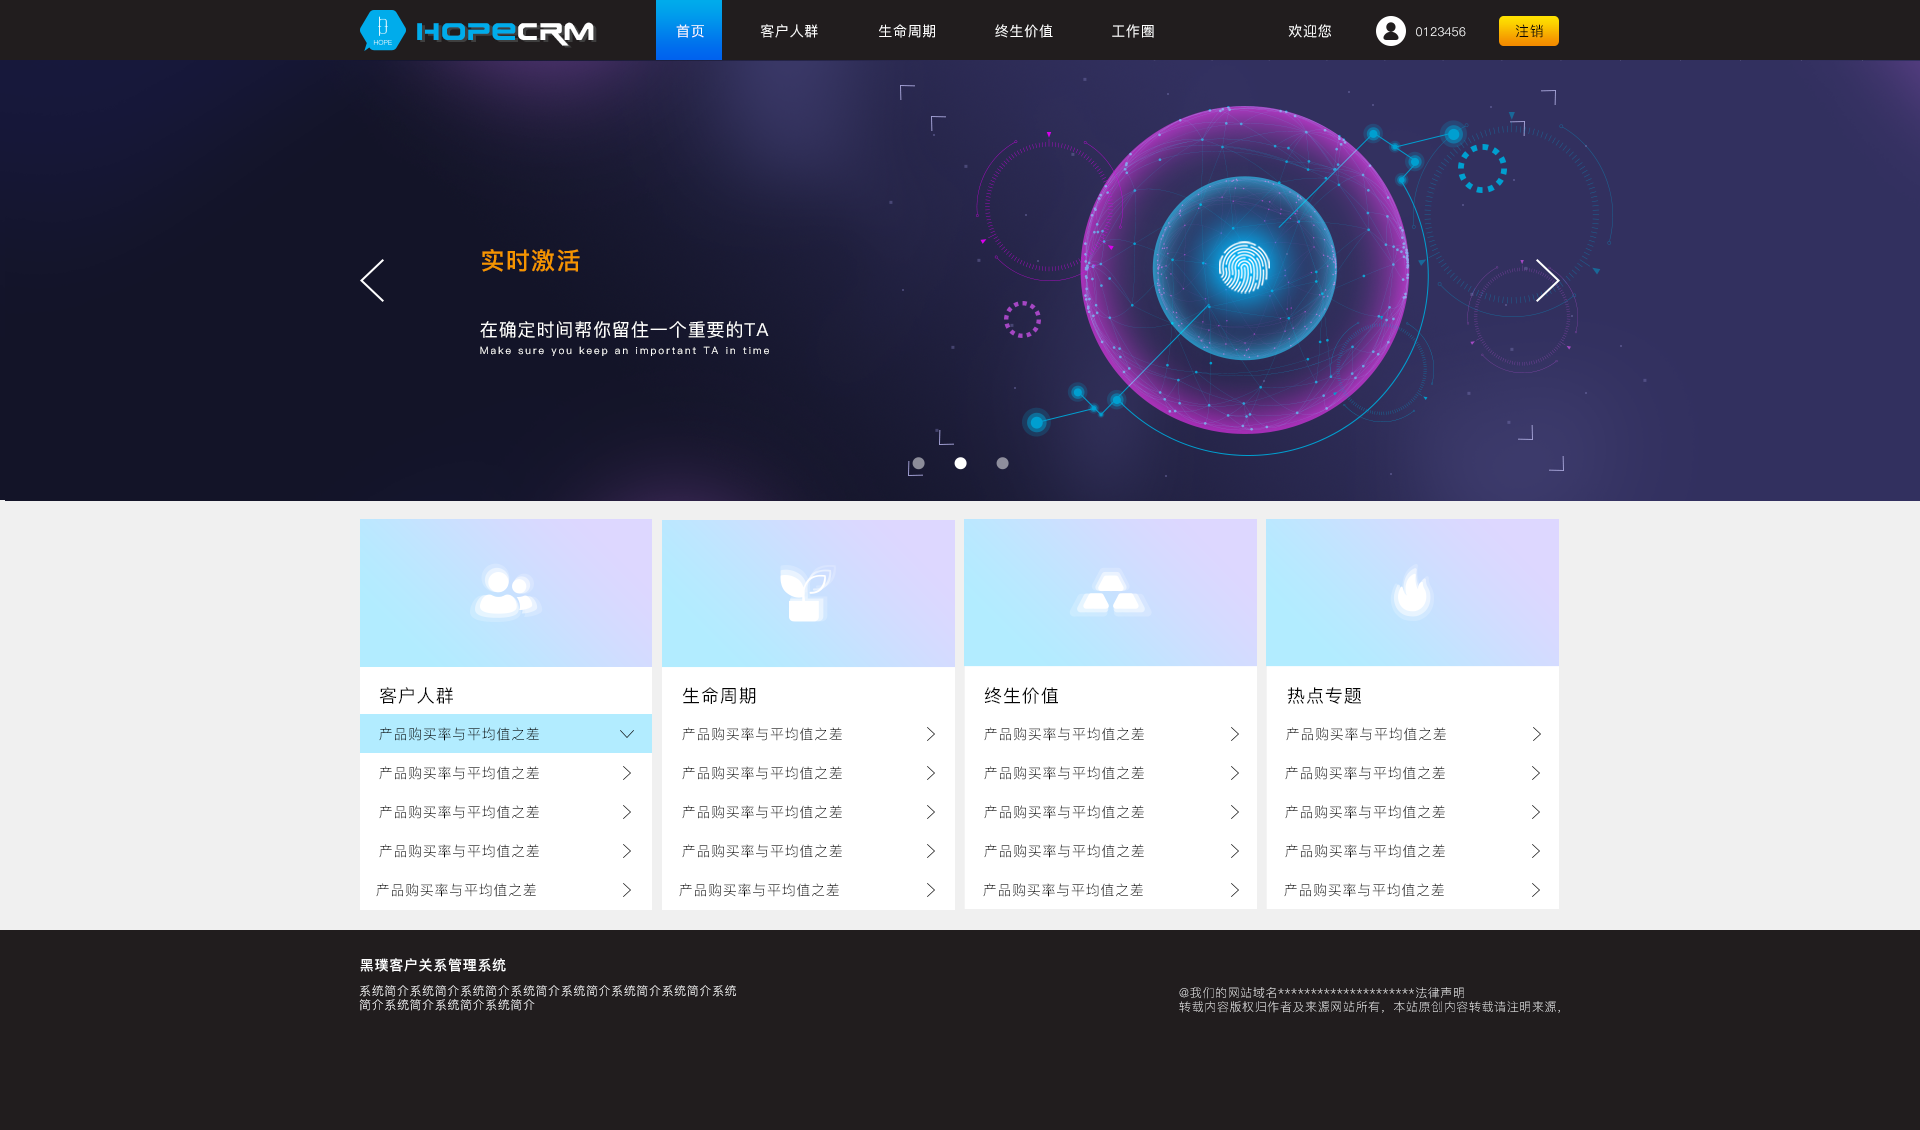 HOPE
HOPECRM
首页 客户人群 生命周期 终生价值 工作圈 欢迎您 0123456 注销
实时激活
在确定时间帮你留住一个重要的TA
Make sure you keep an important TA in time
客户人群
产品购买率与平均值之差
产品购买率与平均值之差
产品购买率与平均值之差
产品购买率与平均值之差
产品购买率与平均值之差
生命周期
产品购买率与平均值之差
产品购买率与平均值之差
产品购买率与平均值之差
产品购买率与平均值之差
产品购买率与平均值之差
终生价值
产品购买率与平均值之差
产品购买率与平均值之差
产品购买率与平均值之差
产品购买率与平均值之差
产品购买率与平均值之差
热点专题
产品购买率与平均值之差
产品购买率与平均值之差
产品购买率与平均值之差
产品购买率与平均值之差
产品购买率与平均值之差
黑璞客户关系管理系统
系统简介系统简介系统简介系统简介系统简介系统简介系统简介系统
简介系统简介系统简介系统简介
@我们的网站域名*********************法律声明
转载内容版权归作者及来源网站所有，本站原创内容转载请注明来源，